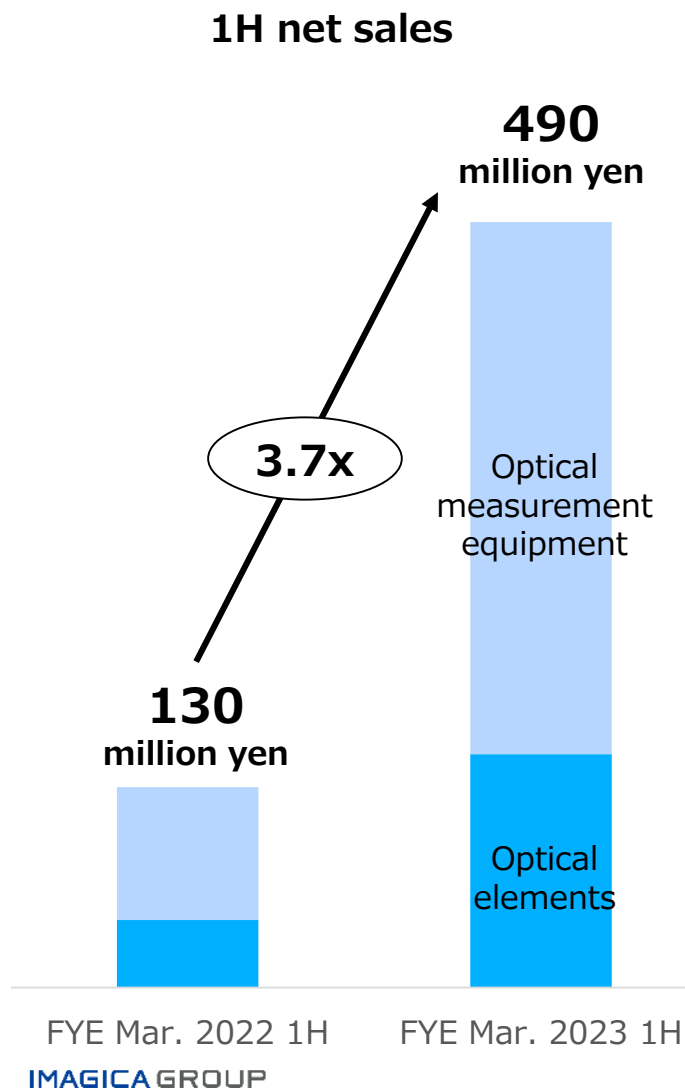 1H net sales
490
million yen
3.7x
Optical
measurement
equipment
130
million yen
Optical
elements
FYE Mar. 2022 1H
FYE Mar. 2023 1H
IMAGICA GROUP